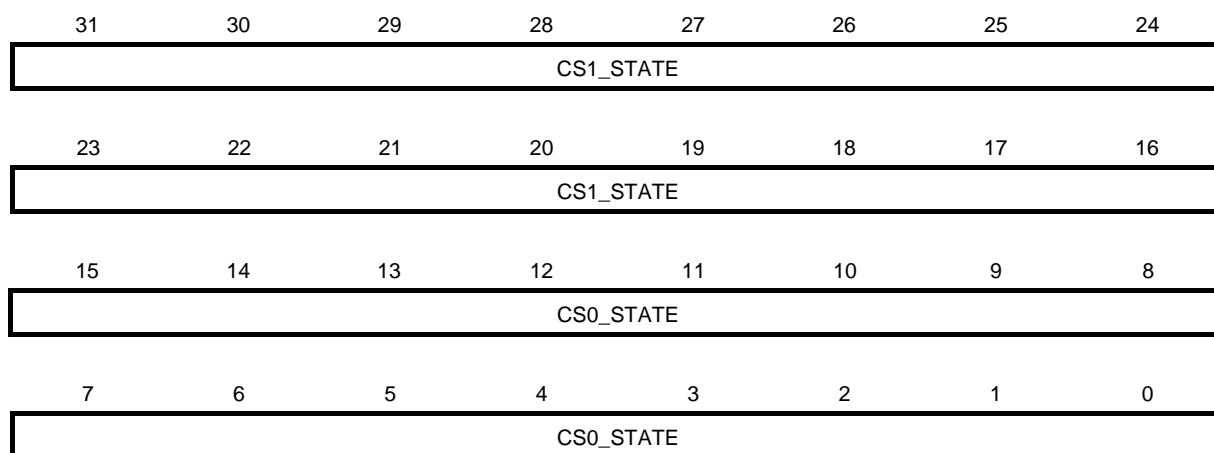 31 30 29 28 27 26 25 24
CS1_STATE
23 22 21 20 19 18 17 16
CS1_STATE
15 14 13 12 11 10 9 8
CS0_STATE
7 6 5 4 3 2 1 0
CS0_STATE